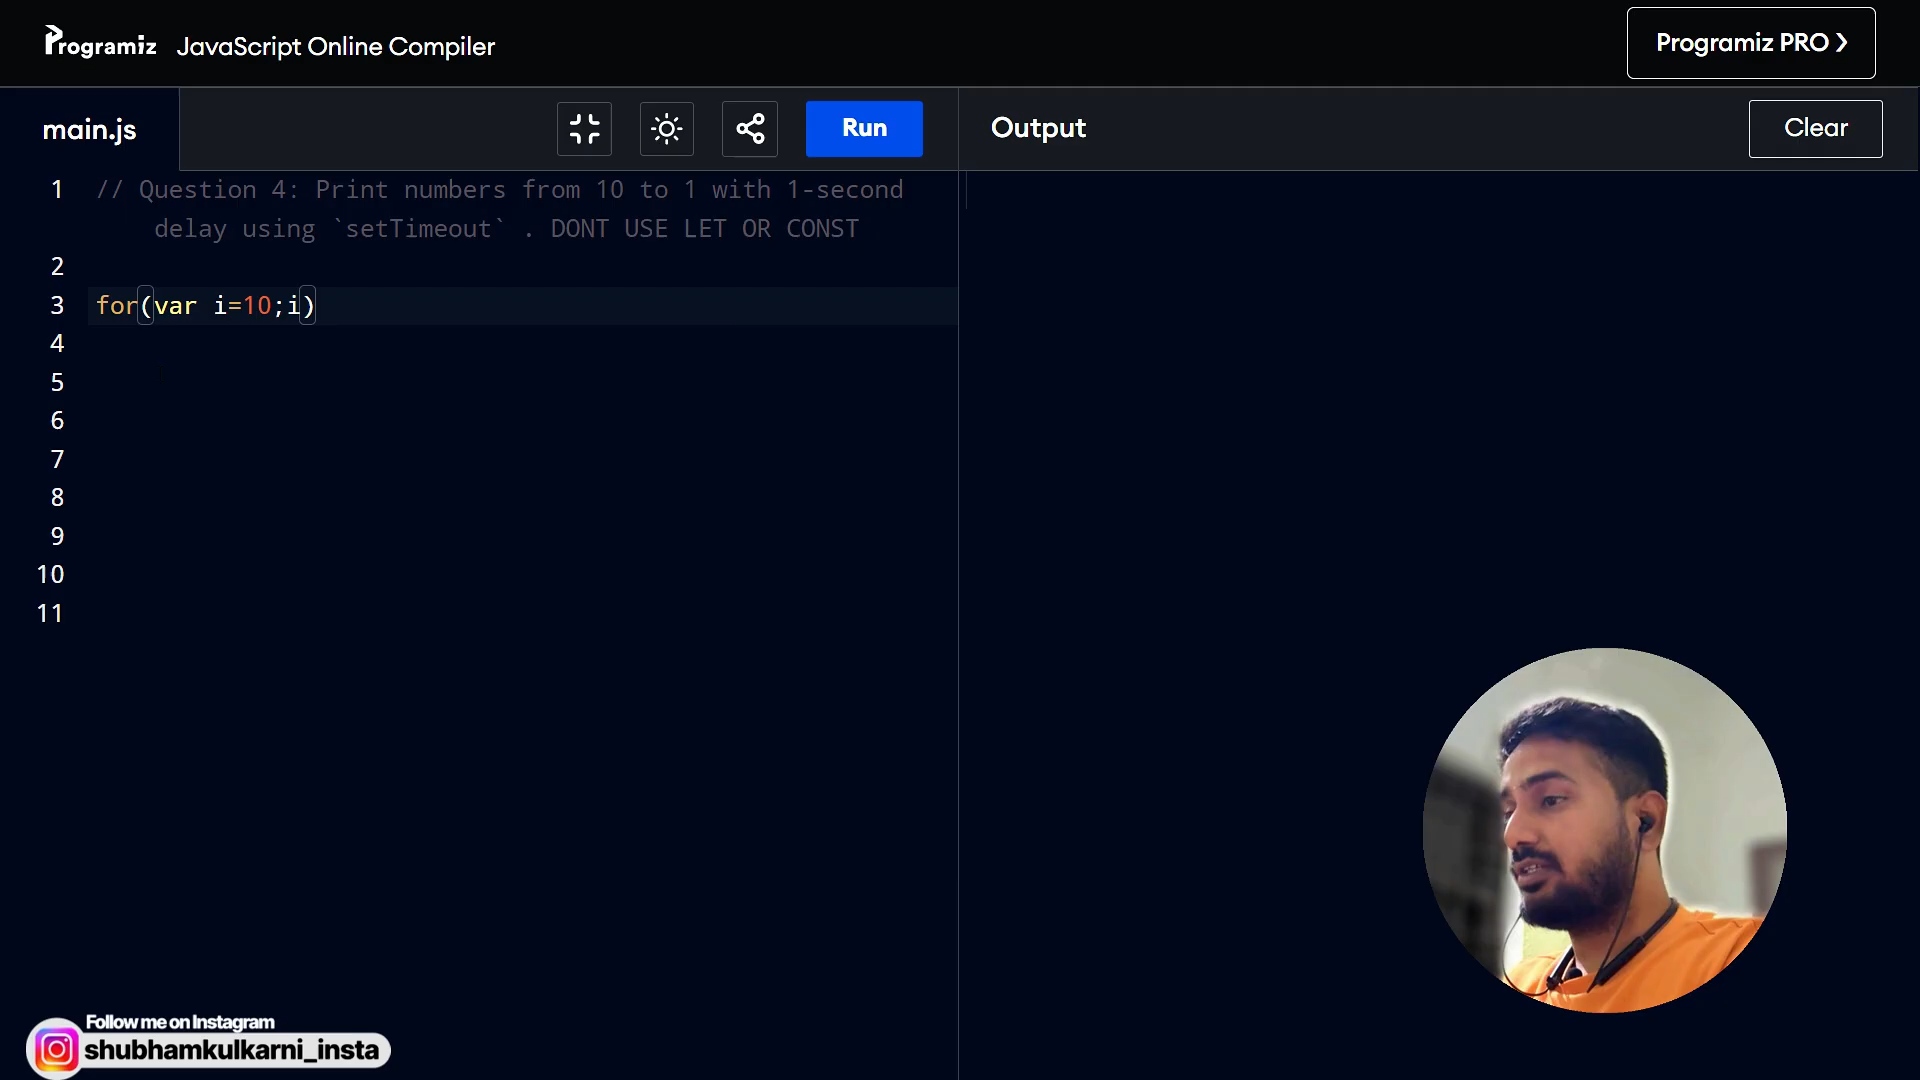 Programiz JavaScript Online Compiler
Programiz PRO ❯
main.js
Run
Output
Clear
1 // Question 4: Print numbers from 10 to 1 with 1-second
delay using `setTimeout` . DONT USE LET OR CONST
2
3 for(var i=10;i)
4
5
6
7
8
9
10
11
Follow me on Instagram
shubhamkulkarni_insta